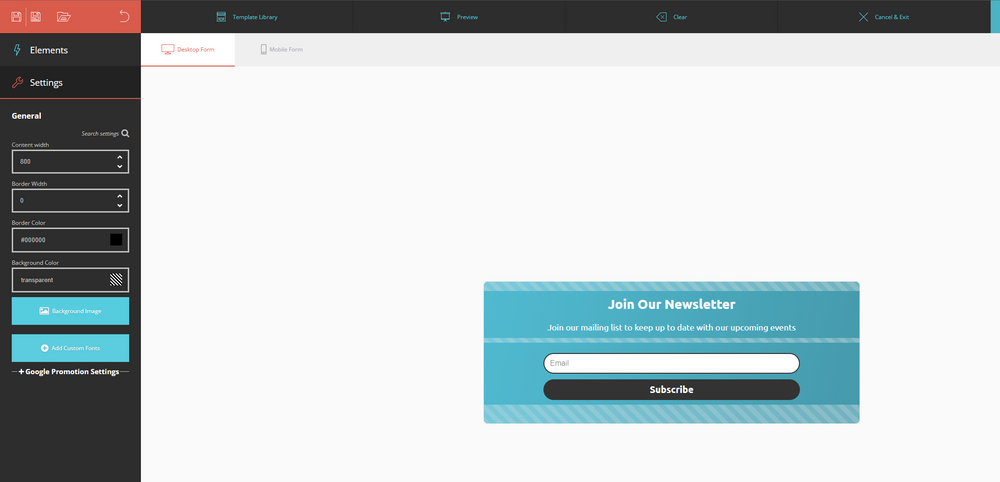 Template Library
Preview
Clear
Cancel & Exit
Elements
Desktop Form
Mobile Form
Settings
General
Search settings
Content width
800
Border Width
0
Border Color
#000000
Background Color
transparent
Background Image
Add Custom Fonts
Google Promotion Settings
Join Our Newsletter
Join our mailing list to keep up to date with our upcoming events
Email
Subscribe